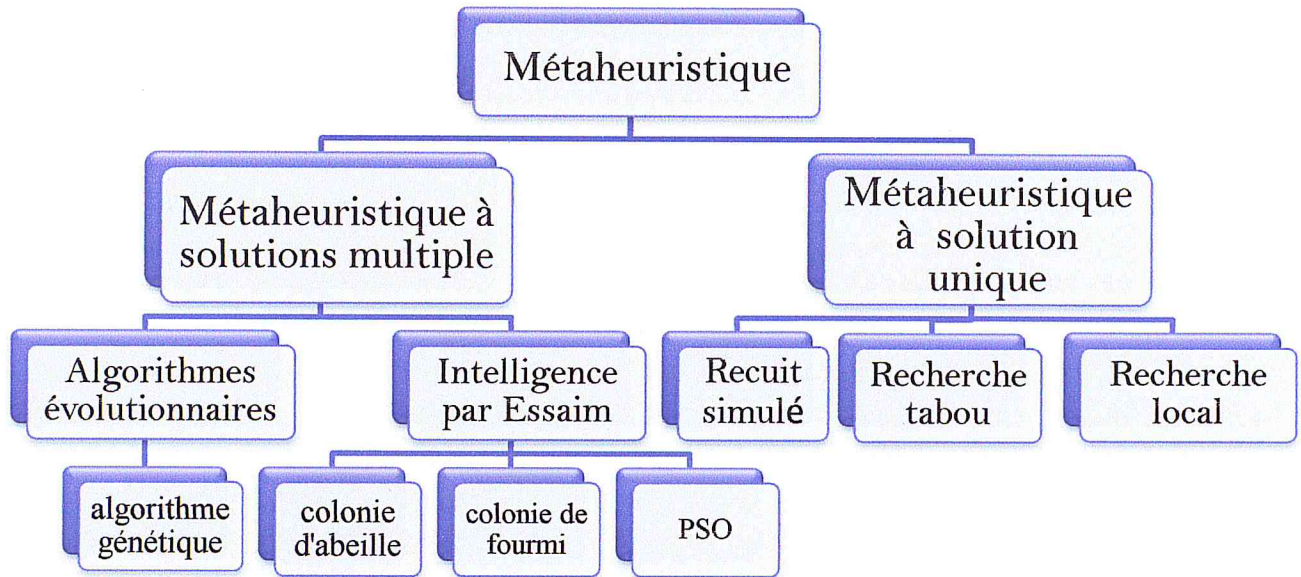 Métaheuristique
Métaheuristique à
solutions multiple
Métaheuristique
à solution
unique
Algorithmes
évolutionnaires
Intelligence
par Essaim
Recuit
simulé
Recherche
tabou
Recherche
local
algorithme
génétique
colonie
d'abeille
colonie de
fourmi
PSO